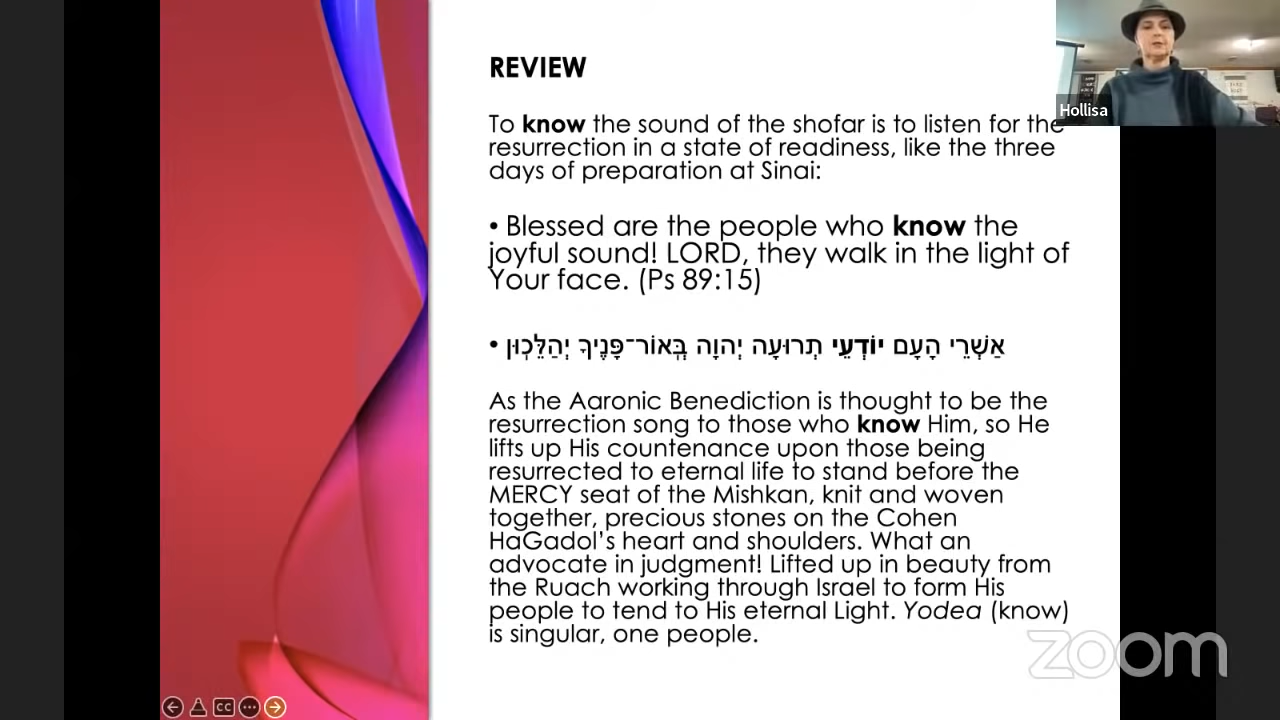 REVIEW
To know the sound of the shofar is to listen for the
resurrection in a state of readiness, like the three
days of preparation at Sinai:
• Blessed are the people who know the
joyful sound! LORD, they walk in the light of
Your face. (Ps 89:15)
• אַשְׁרֵי הָעָם יוֹדְעֵי תְרוּעָה יְהוָה בְּֽאוֹר־פָּנֶיךָ יְהַלֵּכֽוּן
As the Aaronic Benediction is thought to be the
resurrection song to those who know Him, so He
lifts up His countenance upon those being
resurrected to eternal life to stand before the
MERCY seat of the Mishkan, knit and woven
together, precious stones on the Cohen
HaGadol’s heart and shoulders. What an
advocate in judgment! Lifted up in beauty from
the Ruach working through Israel to form His
people to tend to His eternal Light. Yodea (know)
is singular, one people.
Hollisa
zoom
CC